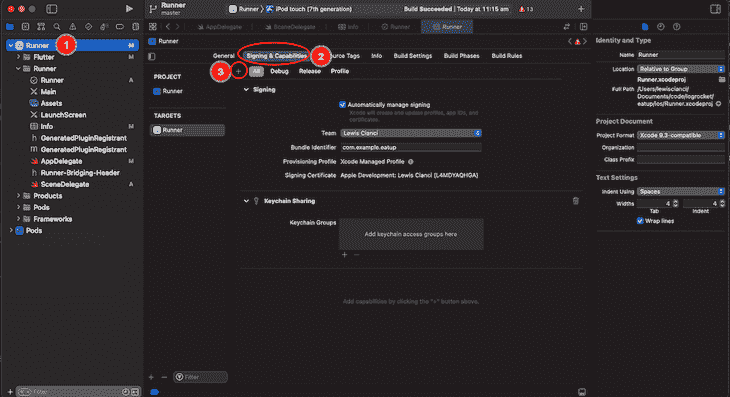 Runner
master
Runner
iPod touch (7th generation)
Build Succeeded | Today at 11:15 am
13
AppDelegate
SceneDelegate
Info
Runner
Runner
Runner
1
Runner
Flutter
Runner
Runner
A
Main
Assets
LaunchScreen
Info
M
GeneratedPluginRegistrant
GeneratedPluginRegistrant
AppDelegate
M
Runner-Bridging-Header
SceneDelegate
A
Products
Pods
Frameworks
Pods
Filter
General
Signing & Capabilities
2
source Tags
Info
Build Settings
Build Phases
Build Rules
3
+
All
Debug
Release
Profile
PROJECT
Runner
TARGETS
Runner
Filter
Signing
Automatically manage signing
Xcode will create and update profiles, app IDs, and
certificates.
Team
Lewis Cianci
Bundle Identifier
com.example.eatup
Provisioning Profile
Xcode Managed Profile
Signing Certificate
Apple Development: Lewis Cianci (L4MDYAQHGA)
Keychain Sharing
Keychain Groups
Add keychain access groups here
+ −
Add capabilities by clicking the "+" button above.
Identity and Type
Name
Runner
Location
Relative to Group
Runner.xcodeproj
Full Path
/Users/lewiscianci/
Documents/code/logrocket/
eatup/ios/Runner.xcodeproj
Project Document
Project Format
Xcode 9.3-compatible
Organization
Class Prefix
Text Settings
Indent Using
Spaces
Widths
4
4
Tab
Indent
Wrap lines